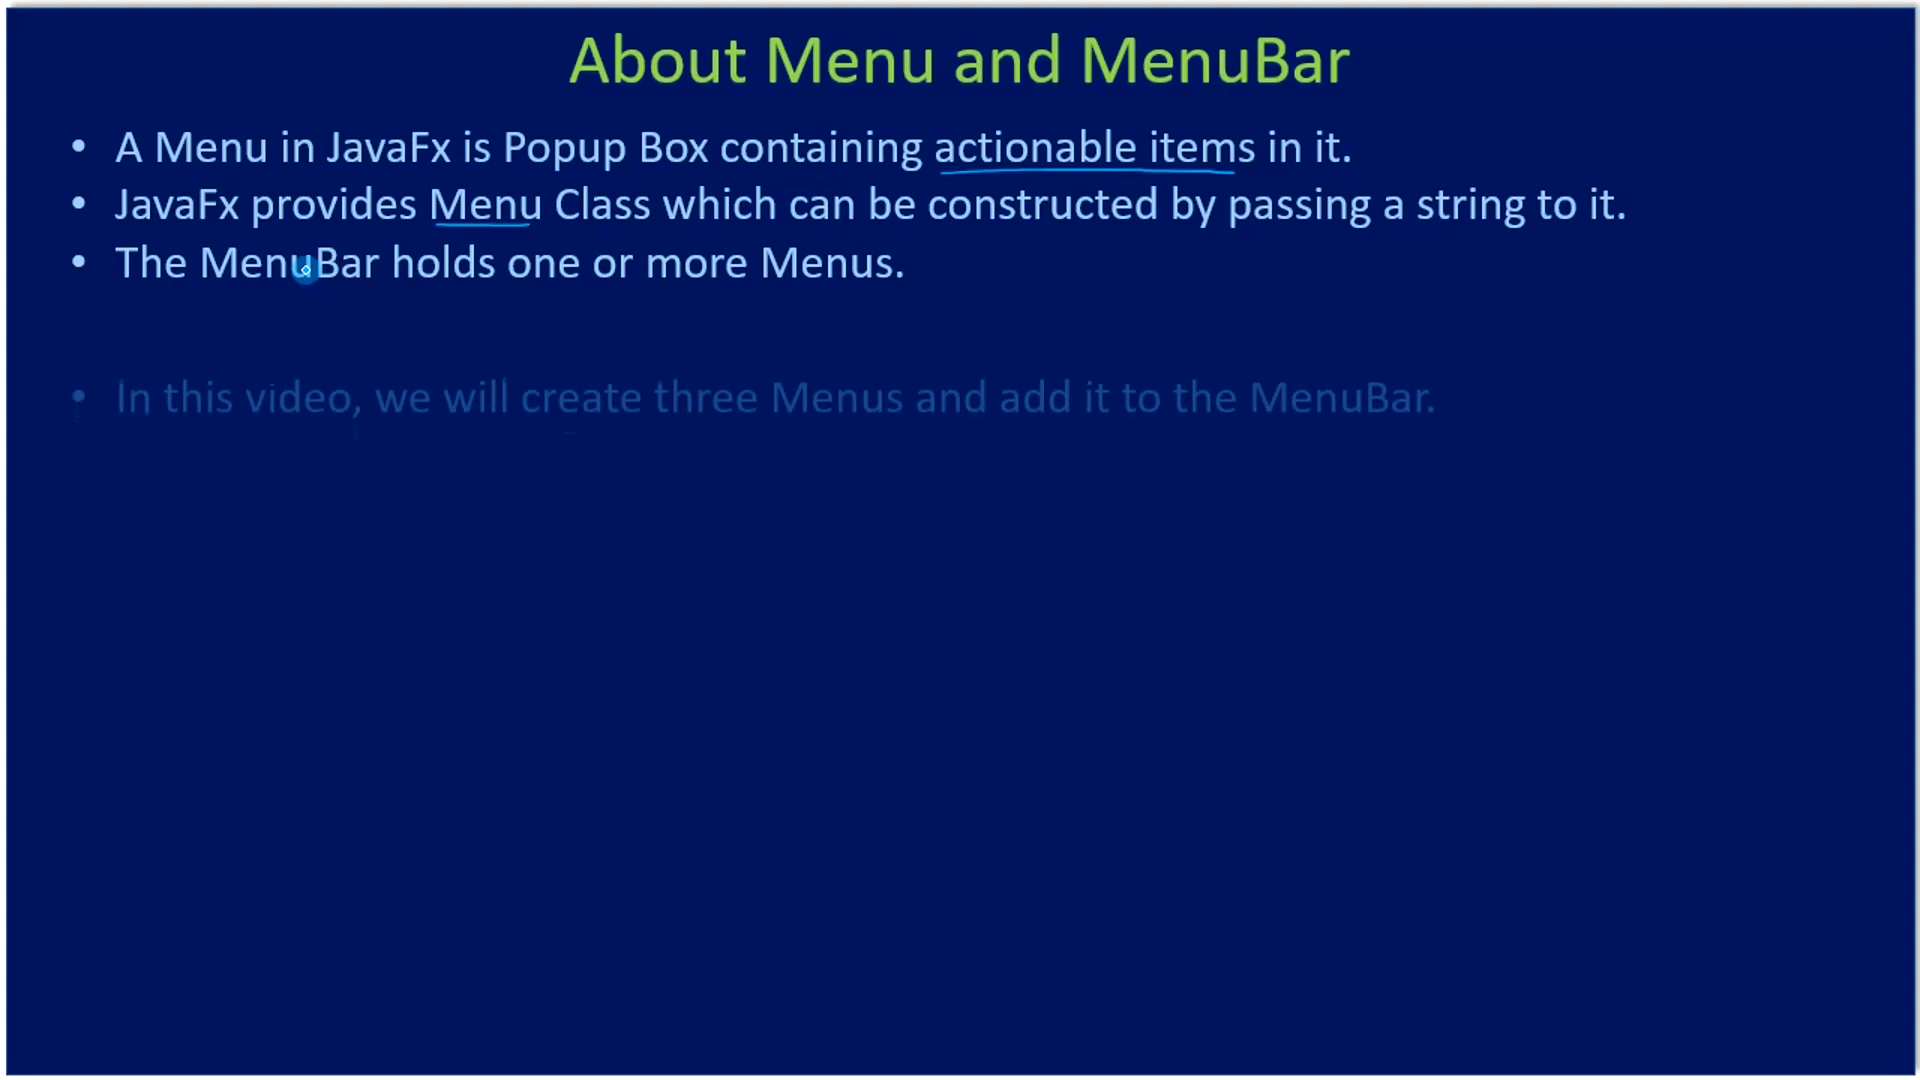 About Menu and MenuBar
• A Menu in JavaFx is Popup Box containing actionable items in it.
• JavaFx provides Menu Class which can be constructed by passing a string to it.
• The MenuBar holds one or more Menus.
• In this video, we will create three Menus and add it to the MenuBar.